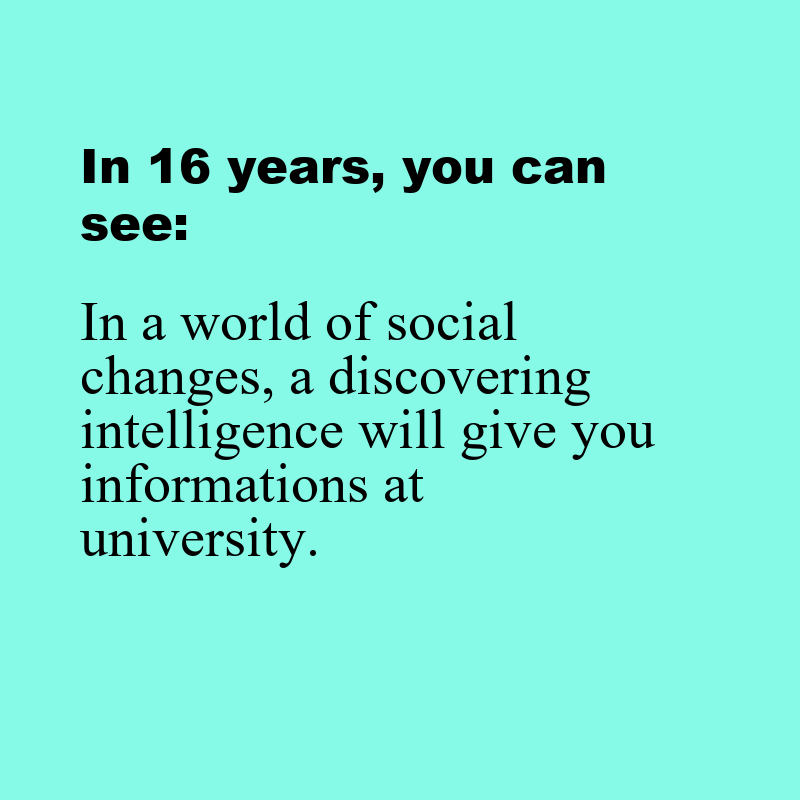 In 16 years, you can
see:
In a world of social
changes, a discovering
intelligence will give you
informations at
university.